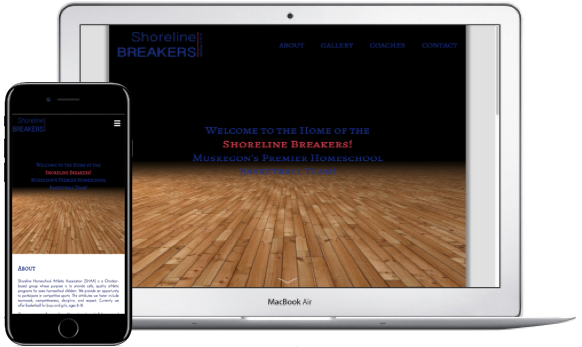 Shoreline
BREAKERS
ABOUT GALLERY COACHES CONTACT
WELCOME TO THE HOME OF THE
SHORELINE BREAKERS!
MUSKEGON'S PREMIER HOMESCHOOL
MacBook Air
Shoreline
BREAKERS
WELCOME TO THE HOME OF THE
SHORELINE BREAKERS!
MUSKEGON'S PREMIER HOMESCHOOL
BASKETBALL TEAM!
ABOUT
Shoreline Homeschool Athletic Association (SHAA) is a Christian-
based group whose purpose is to provide safe, quality athletic
programs for area homeschool children. We provide an opportunity
to participate in competitive sports. The attributes we foster include
teamwork, competitiveness, discipline, and respect. Currently we
offer basketball for boys and girls, ages 8-18.